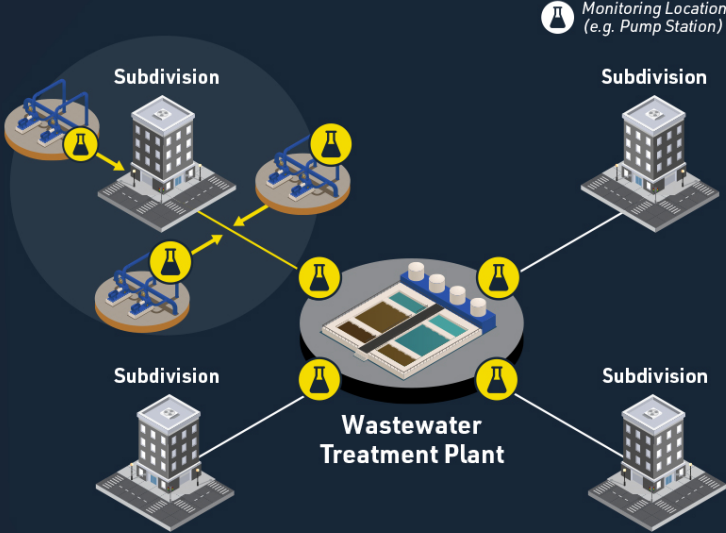 Monitoring Location
(e.g. Pump Station)
Subdivision
Subdivision
Subdivision
Subdivision
Wastewater
Treatment Plant